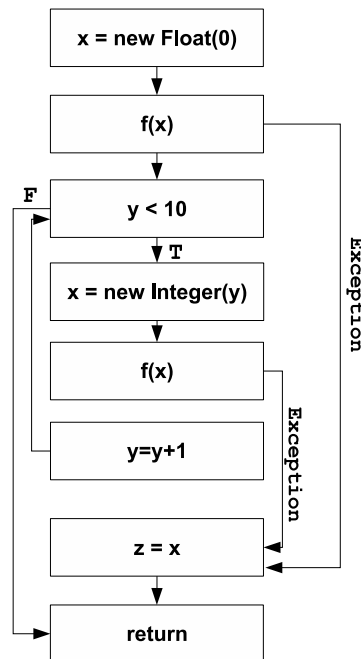 x = new Float(0)
f(x)
F
y < 10
T
x = new Integer(y)
f(x)
Exception
Exception
y=y+1
z = x
return